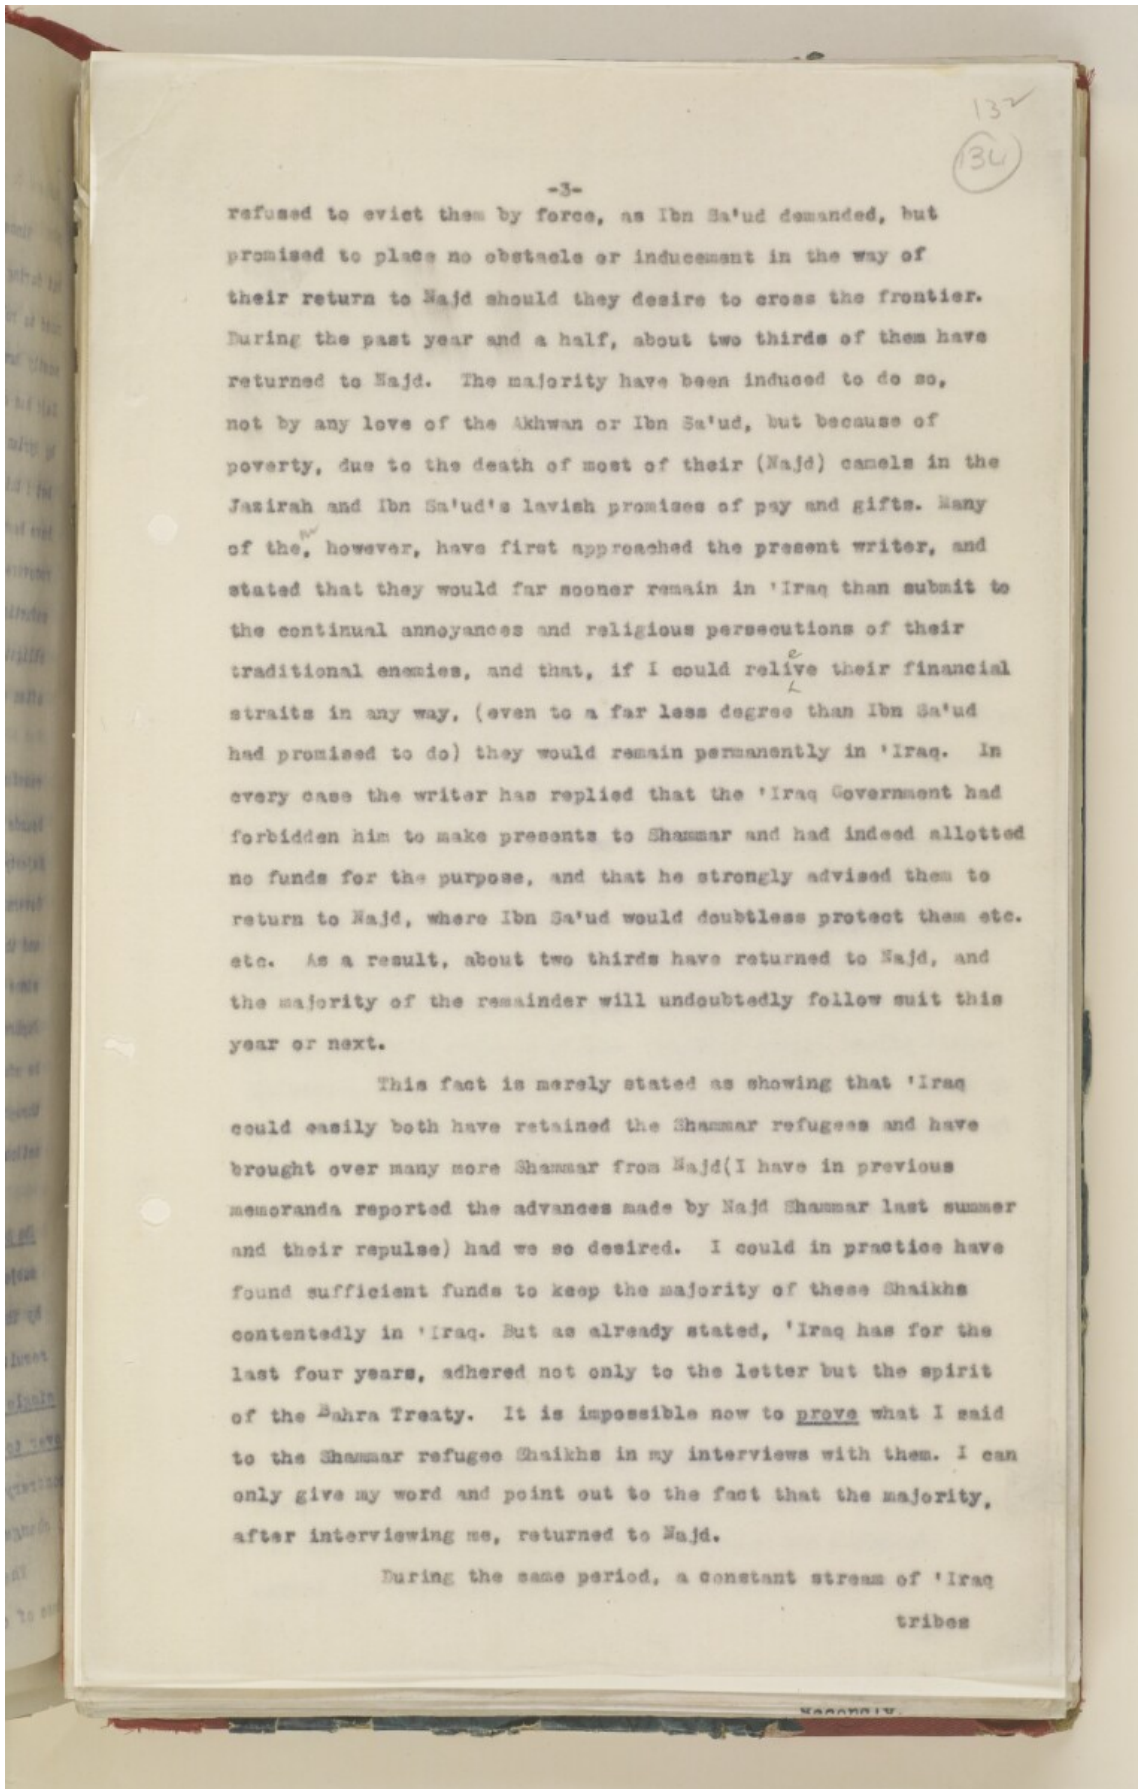 132
134
-3-
refused to evict them by force, as Ibn Sa'ud demanded, but
promised to place no obstacle or inducement in the way of
their return to Najd should they desire to cross the frontier.
During the past year and a half, about two thirds of them have
returned to Najd. The majority have been induced to do so,
not by any love of the Akhwan or Ibn Sa'ud, but because of
poverty, due to the death of most of their (Najd) camels in the
Jazirah and Ibn Sa'ud's lavish promises of pay and gifts. Many
of them, however, have first approached the present writer, and
stated that they would far sooner remain in 'Iraq than submit to
the continual annoyances and religious persecutions of their
traditional enemies, and that, if I could relieve their financial
straits in any way, (even to a far less degree than Ibn Sa'ud
had promised to do) they would remain permanently in 'Iraq. In
every case the writer has replied that the 'Iraq Government had
forbidden him to make presents to Shammar and had indeed allotted
no funds for the purpose, and that he strongly advised them to
return to Najd, where Ibn Sa'ud would doubtless protect them etc.
etc. As a result, about two thirds have returned to Najd, and
the majority of the remainder will undoubtedly follow suit this
year or next.
This fact is merely stated as showing that 'Iraq
could easily both have retained the Shammar refugees and have
brought over many more Shammar from Najd(I have in previous
memoranda reported the advances made by Najd Shammar last summer
and their repulse) had we so desired. I could in practice have
found sufficient funds to keep the majority of these Shaikhs
contentedly in 'Iraq. But as already stated, 'Iraq has for the
last four years, adhered not only to the letter but the spirit
of the Bahra Treaty. It is impossible now to prove what I said
to the Shammar refugee Shaikhs in my interviews with them. I can
only give my word and point out to the fact that the majority,
after interviewing me, returned to Najd.
During the same period, a constant stream of 'Iraq
tribes